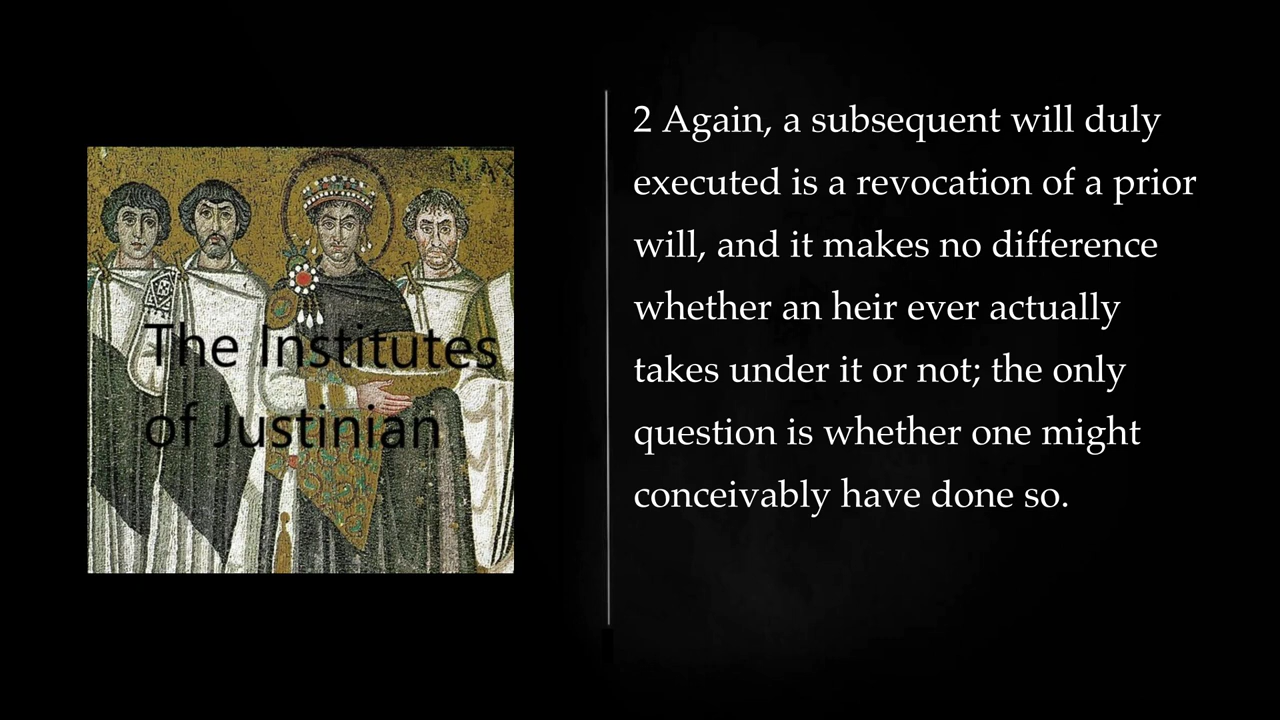 MAX
The Institutes
of Justinian
2 Again, a subsequent will duly
executed is a revocation of a prior
will, and it makes no difference
whether an heir ever actually
takes under it or not; the only
question is whether one might
conceivably have done so.